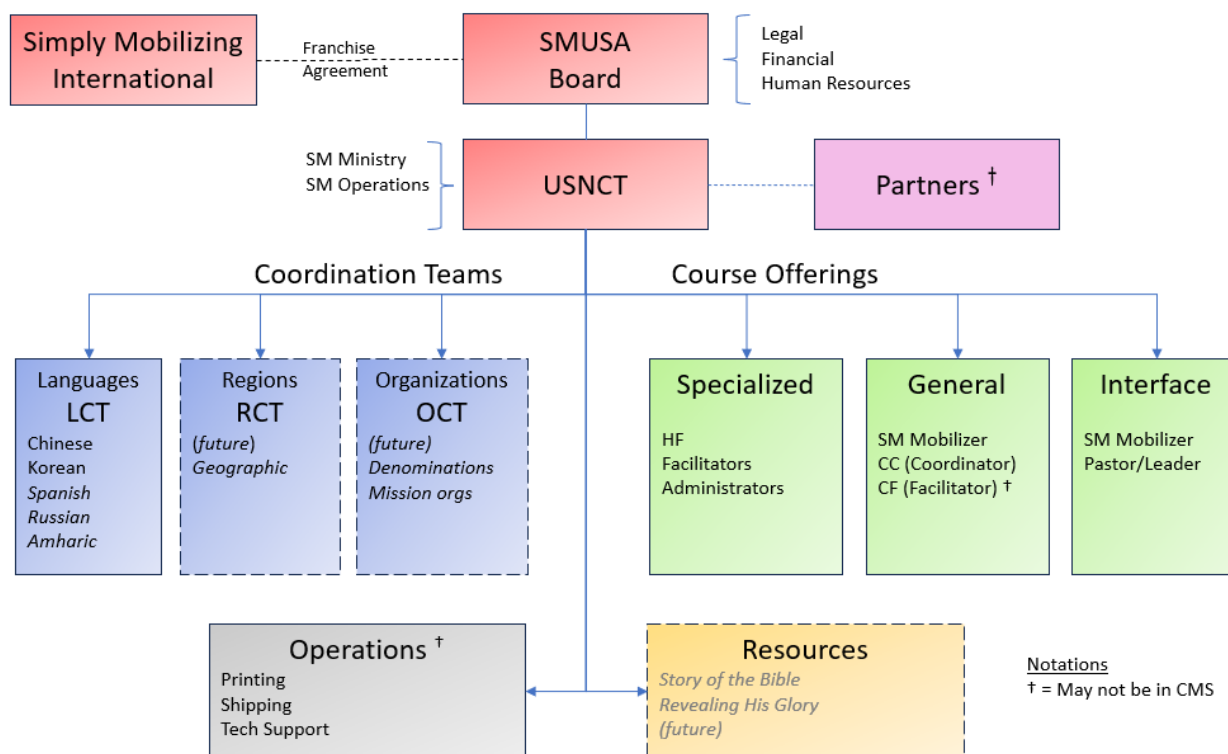 Simply Mobilizing
International
Franchise
Agreement
SMUSA
Board
Legal
Financial
Human Resources
SM Ministry
SM Operations
USNCT
Partners †
Coordination Teams
Course Offerings
Languages
LCT
Chinese
Korean
Spanish
Russian
Amharic
Regions
RCT
(future)
Geographic
Organizations
OCT
(future)
Denominations
Mission orgs
Specialized
HF
Facilitators
Administrators
General
SM Mobilizer
CC (Coordinator)
CF (Facilitator) †
Interface
SM Mobilizer
Pastor/Leader
Operations †
Printing
Shipping
Tech Support
Resources
Story of the Bible
Revealing His Glory
(future)
Notations
† = May not be in CMS